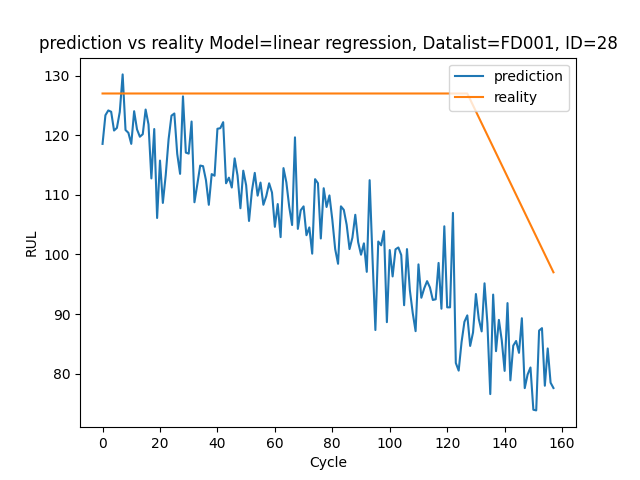 prediction vs reality Model=linear regression, Datalist=FD001, ID=28
prediction
reality
RUL
130
120
110
100
90
80
0 20 40 60 80 100 120 140 160
Cycle